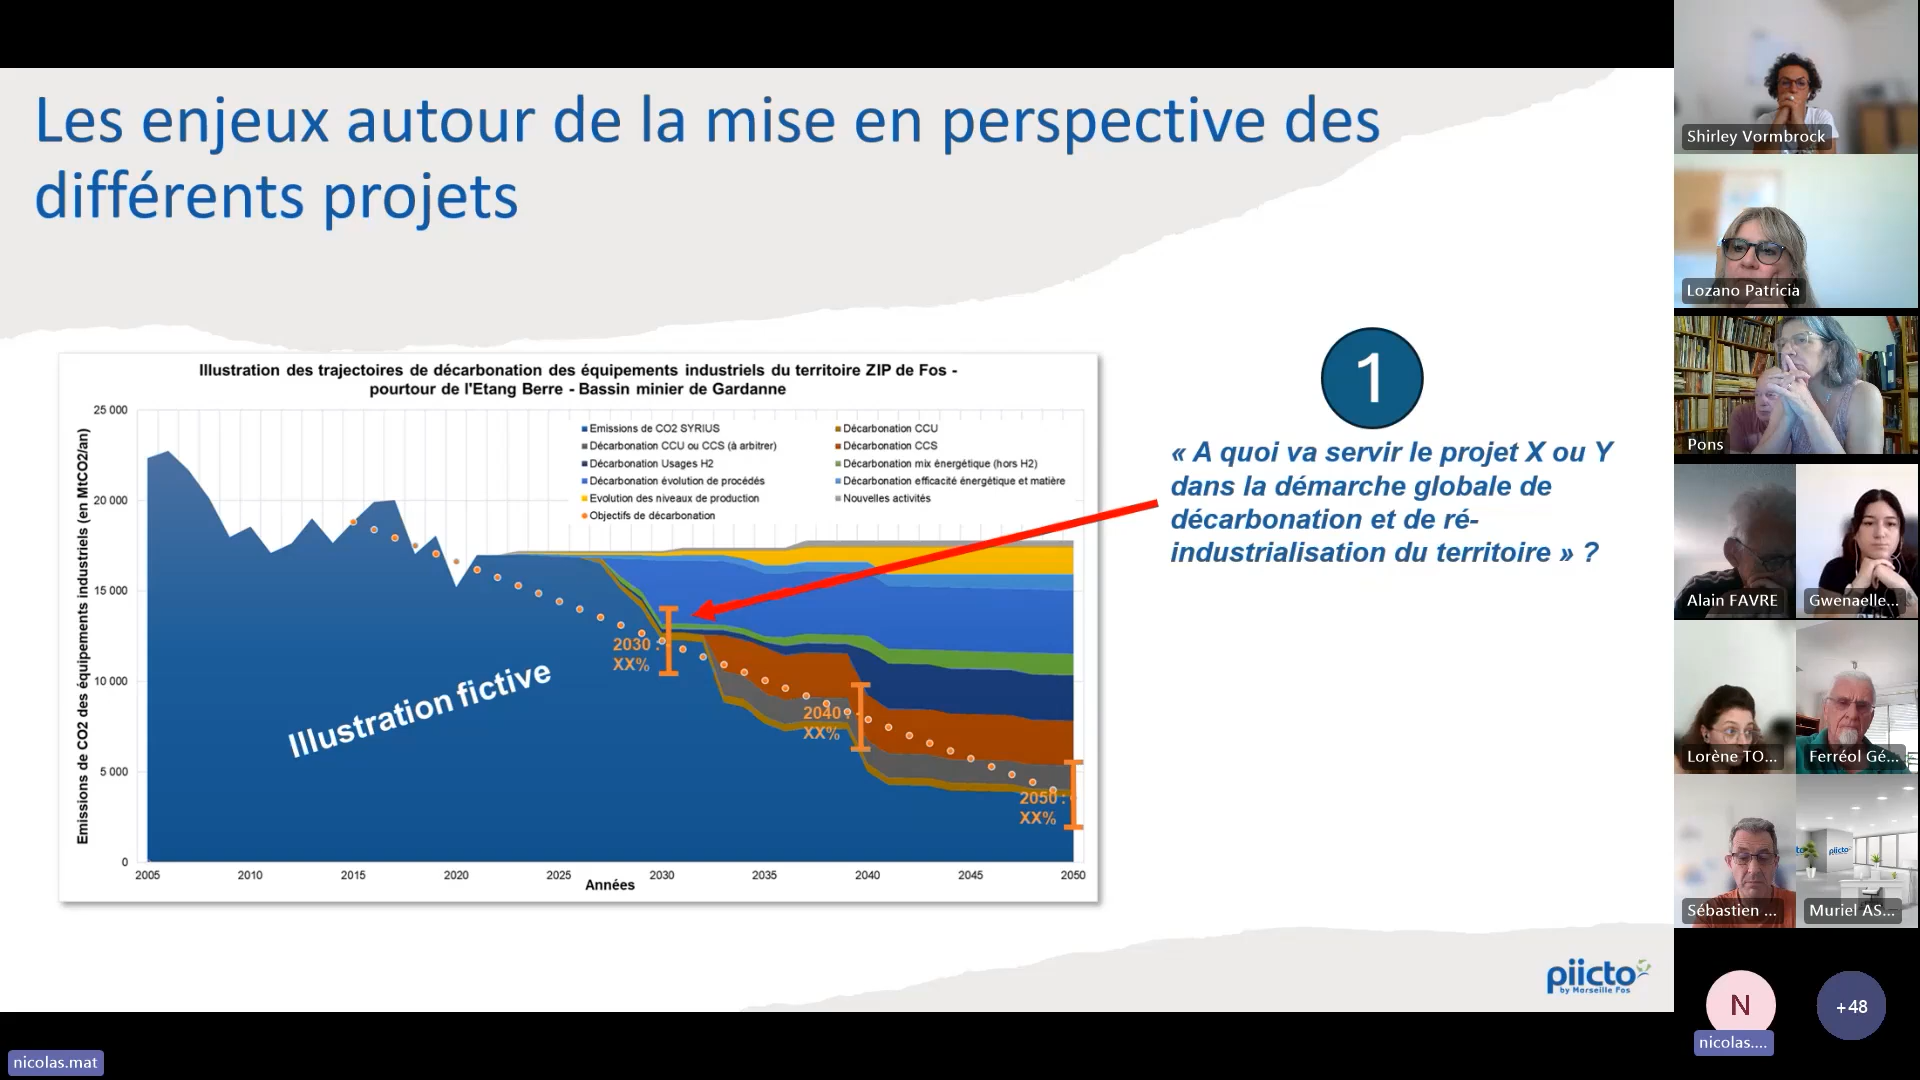 Les enjeux autour de la mise en perspective des
différents projets
Illustration des trajectoires de décarbonation des équipements industriels du territoire ZIP de Fos -
pourtour de l'Etang Berre - Bassin minier de Gardanne
Emissions de CO2 des équipements industriels (en MtCO2/an)
25 000
20 000
15 000
10 000
5 000
0
Emissions de CO2 SYRIUS
Décarbonation CCU
Décarbonation CCU ou CCS (à arbitrer)
Décarbonation CCS
Décarbonation Usages H2
Décarbonation mix énergétique (hors H2)
Décarbonation évolution de procédés
Décarbonation efficacité énergétique et matière
Evolution des niveaux de production
Nouvelles activités
Objectifs de décarbonation
Illustration fictive
2030 :
XX%
2040 :
XX%
2050 :
XX%
2005 2010 2015 2020 2025 2030 2035 2040 2045 2050
Années
1
« A quoi va servir le projet X ou Y
dans la démarche globale de
décarbonation et de ré-
industrialisation du territoire » ?
piicto
by Marseille Fos
nicolas.mat
Shirley Vormbrock
Lozano Patricia
Pons
Alain FAVRE
Gwenaelle...
Lorène TO...
Ferréol Gé...
Sébastien ...
piicto
Muriel AS...
N
nicolas....
+48